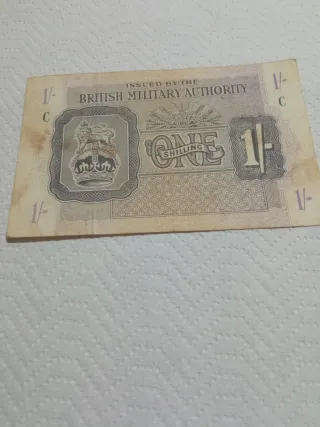 ISSUED BY THE
1/- BRITISH MILITARY AUTHORITY 1/-
C C
ONE
SHILLING
1/-
1/- 1/-